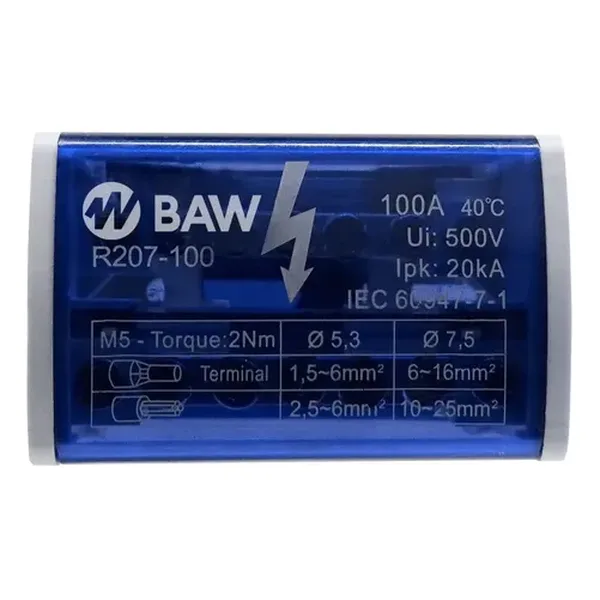 BAW
R207-100
100A 40℃
Ui: 500V
Ipk: 20kA
IEC 60947-7-1
M5 - Torque:2Nm Ø 5,3 Ø 7,5
Terminal 1,5~6mm² 6~16mm²
2,5~6mm² 10~25mm²